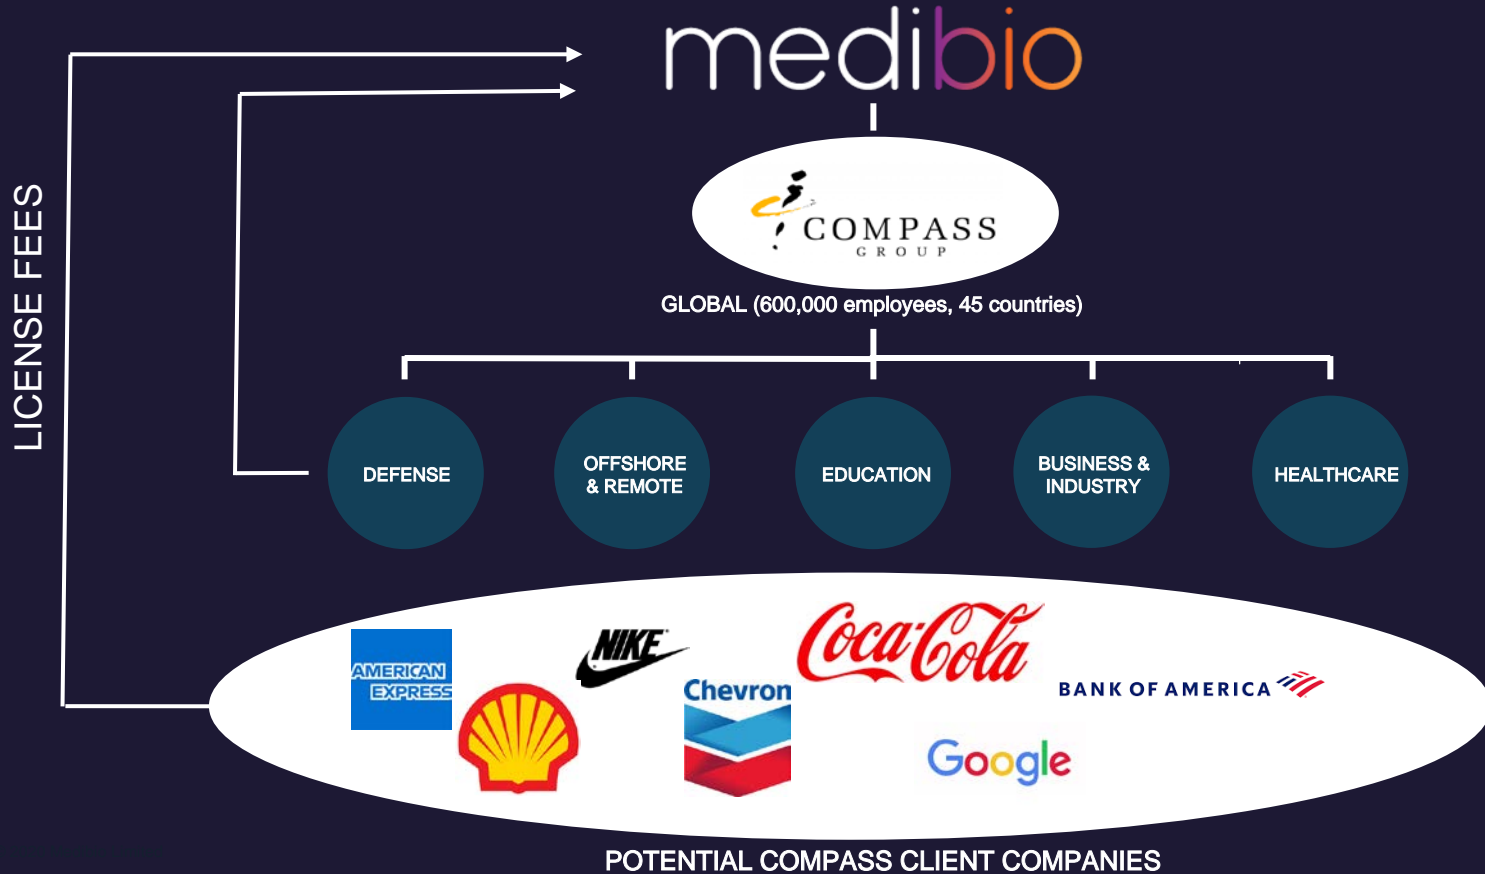 medibio
COMPASS
GROUP
GLOBAL (600,000 employees, 45 countries)
LICENSE FEES
DEFENSE
OFFSHORE
& REMOTE
EDUCATION
BUSINESS &
INDUSTRY
HEALTHCARE
AMERICAN
EXPRESS
NIKE
Chevron
Coca-Cola
BANK OF AMERICA
Google
POTENTIAL COMPASS CLIENT COMPANIES